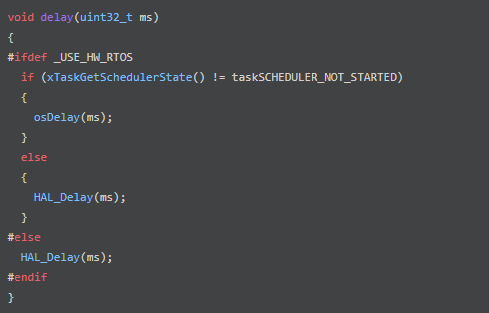 void delay(uint32_t ms)
{
#ifdef _USE_HW_RTOS
  if (xTaskGetSchedulerState() != taskSCHEDULER_NOT_STARTED)
  {
    osDelay(ms);
  }
  else
  {
    HAL_Delay(ms);
  }
#else
  HAL_Delay(ms);
#endif
}